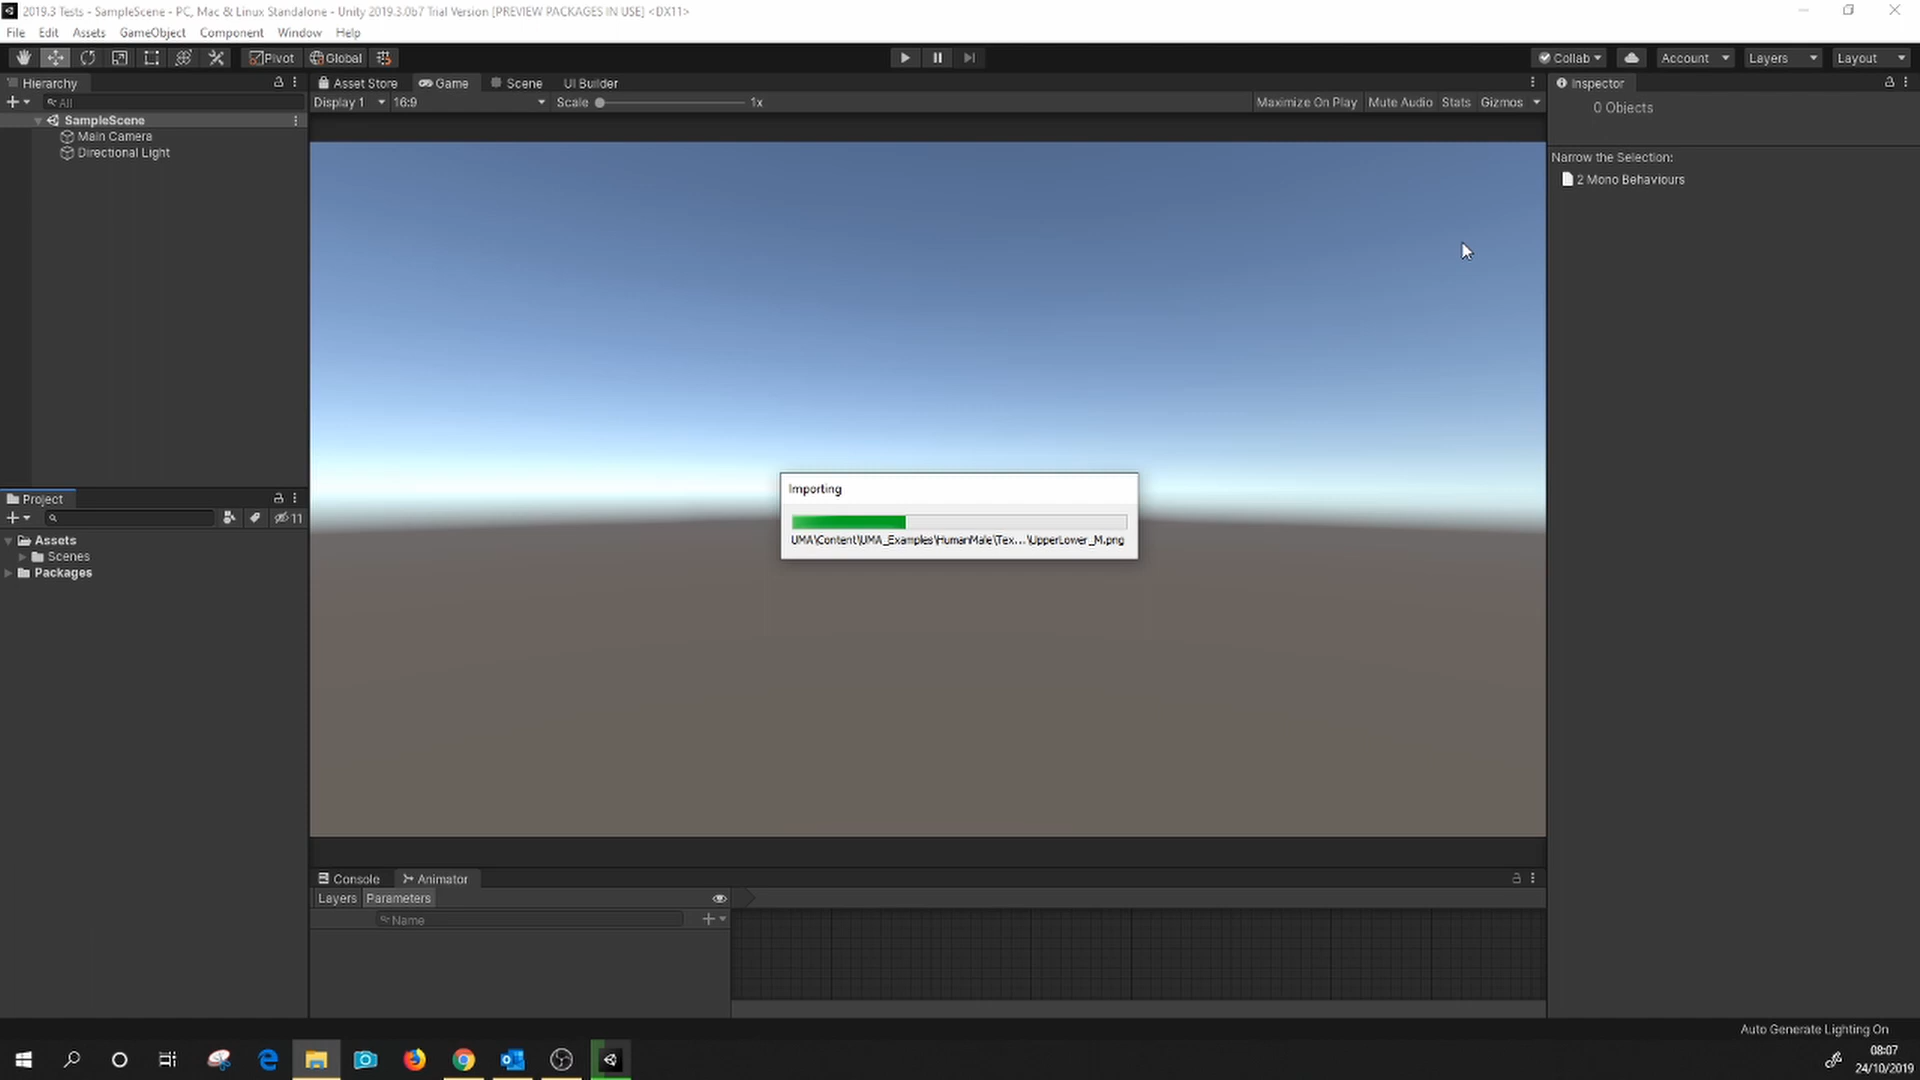 2019.3 Tests - SampleScene - PC, Mac & Linux Standalone - Unity 2019.3.0b7 Trial Version [PREVIEW PACKAGES IN USE] <DX11>
File Edit Assets GameObject Component Window Help
Pivot Global Collab Account Layers Layout
Hierarchy Asset Store Game Scene UI Builder Inspector
All Display 1 16:9 Scale 1x Maximize On Play Mute Audio Stats Gizmos 0 Objects
SampleScene
Main Camera
Directional Light
Narrow the Selection:
2 Mono Behaviours
Importing
UMA\Content\UMA_Examples\HumanMale\Tex...\UpperLower_M.png
Project
11
Assets
Scenes
Packages
Console Animator
Layers Parameters
Name
Auto Generate Lighting On
08:07
24/10/2019